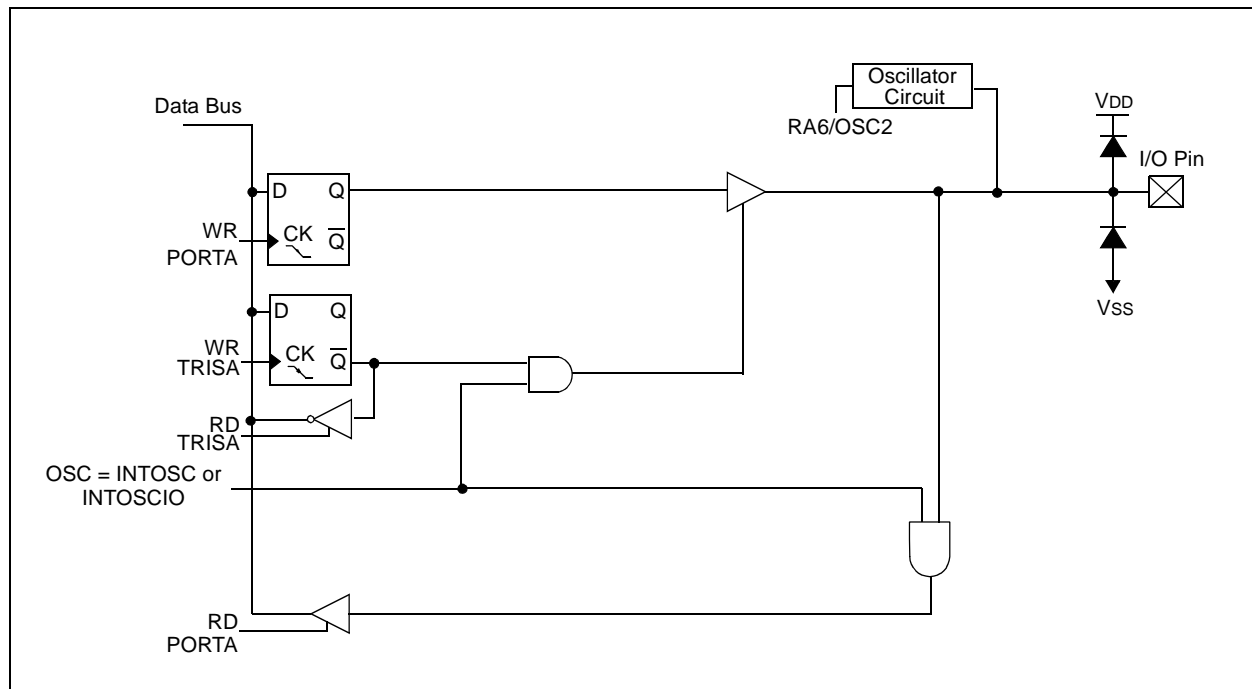 Oscillator
Circuit
RA6/OSC2
Data Bus
VDD
I/O Pin
D
Q
CK
Q
WR
PORTA
VSS
D
Q
CK
Q
WR
TRISA
RD
TRISA
OSC = INTOSC or
INTOSCIO
RD
PORTA